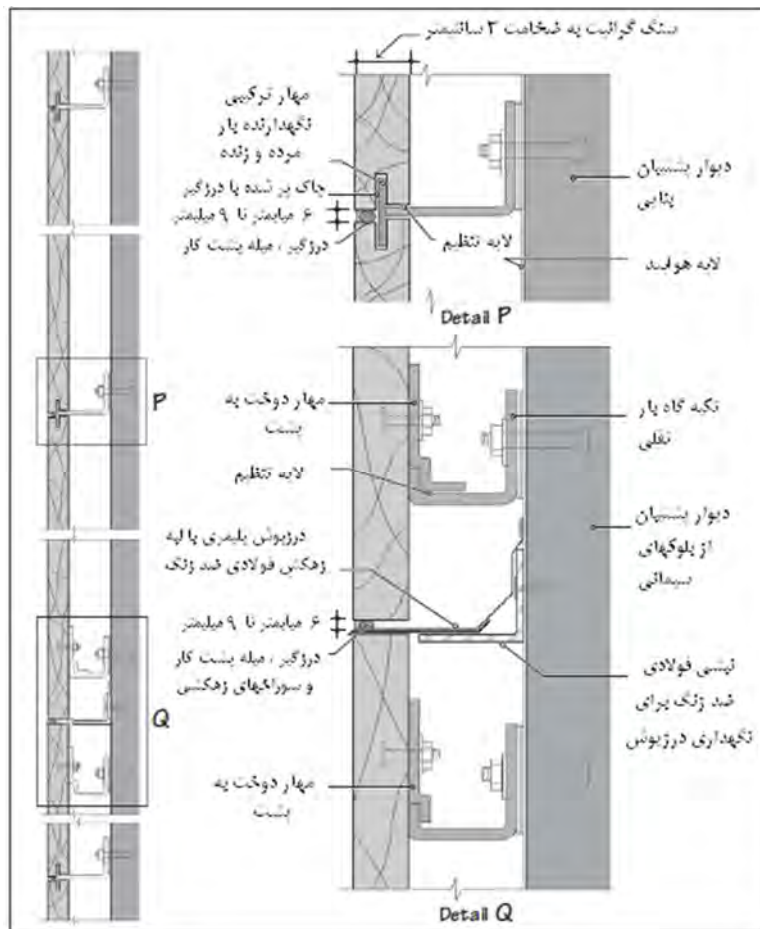 سنگ گرانیت به ضخامت ۳ سانتیمتر
مهار ترکیبی
نگهدارنده بار
مرده و زنده
چاک پر شده با درزگیر
۶ میلیمتر تا ۹ میلیمتر
درزگیر ، میله پشت کار
لایه تنظیم
دیوار پشتیبان
بنایی
لایه هوابند
Detail P
P
مهار دوخت به
پشت
لایه تنظیم
تکیه گاه بار
ثقلی
دیوار پشتیبان
از بلوکهای
سیمانی
درزپوش پلیمری با لبه
زهکش فولادی ضد زنگ
۶ میلیمتر تا ۹ میلیمتر
درزگیر ، میله پشت کار
و سوراخهای زهکشی
نبشی فولادی
ضد زنگ برای
نگهداری درزپوش
مهار دوخت به
پشت
Q
Detail Q